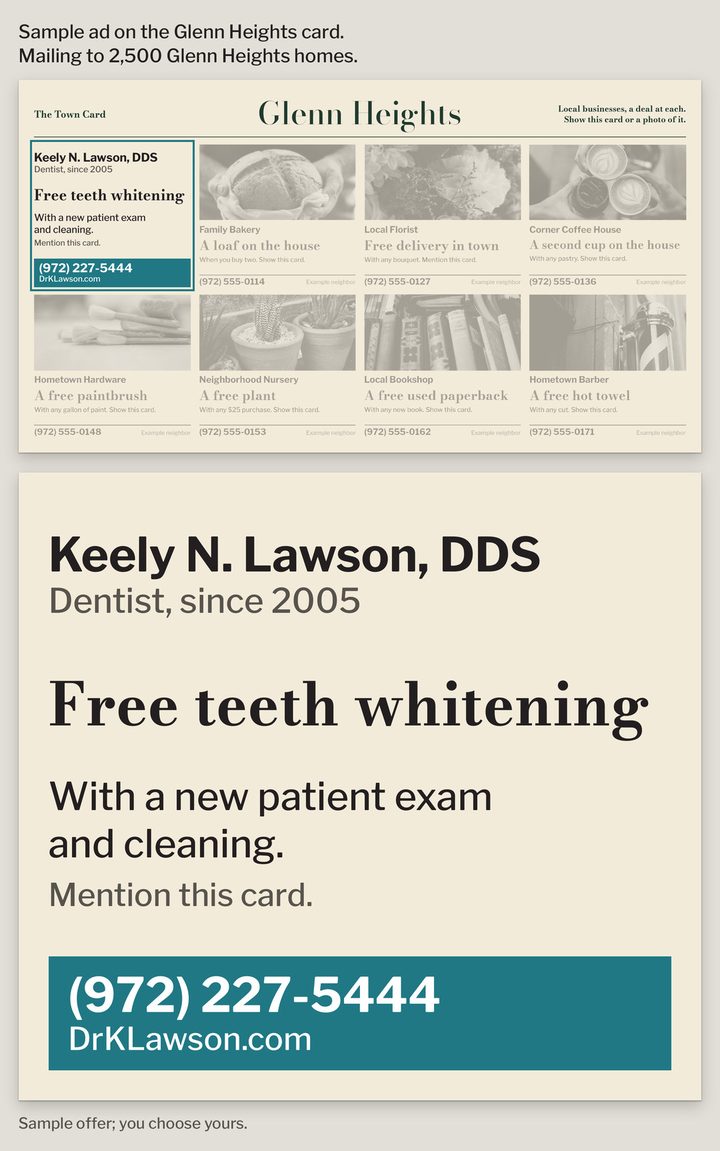 Sample ad on the Glenn Heights card.
Mailing to 2,500 Glenn Heights homes.
The Town Card
Glenn Heights
Local businesses, a deal at each.
Show this card or a photo of it.
Keely N. Lawson, DDS
Dentist, since 2005
Free teeth whitening
With a new patient exam
and cleaning.
Mention this card.
(972) 227-5444
DrKLawson.com
Family Bakery
A loaf on the house
When you buy two. Show this card.
(972) 555-0114
Example neighbor
Local Florist
Free delivery in town
With any bouquet. Mention this card.
(972) 555-0127
Example neighbor
Corner Coffee House
A second cup on the house
With any pastry. Show this card.
(972) 555-0136
Example neighbor
Hometown Hardware
A free paintbrush
With any gallon of paint. Show this card.
(972) 555-0148
Example neighbor
Neighborhood Nursery
A free plant
With any $25 purchase. Show this card.
(972) 555-0153
Example neighbor
Local Bookshop
A free used paperback
With any new book. Show this card.
(972) 555-0162
Example neighbor
Hometown Barber
A free hot towel
With any cut. Show this card.
(972) 555-0171
Example neighbor
Keely N. Lawson, DDS
Dentist, since 2005
Free teeth whitening
With a new patient exam
and cleaning.
Mention this card.
(972) 227-5444
DrKLawson.com
Sample offer; you choose yours.